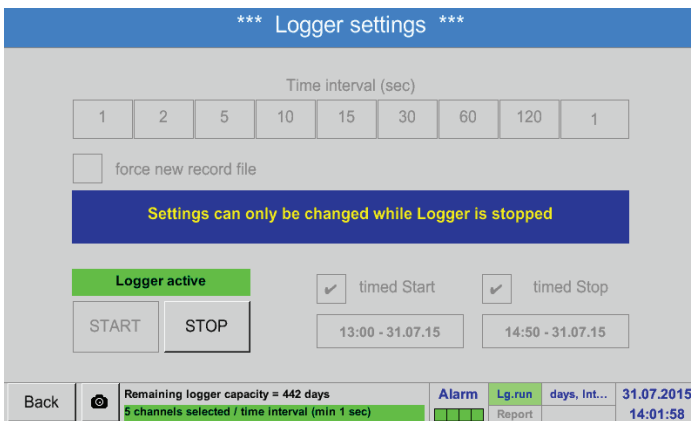 *** Logger settings ***
Time interval (sec)
1 2 5 10 15 30 60 120 1
force new record file
Settings can only be changed while Logger is stopped
Logger active
START STOP
✔ timed Start
13:00 - 31.07.15
✔ timed Stop
14:50 - 31.07.15
Back
Remaining logger capacity = 442 days
5 channels selected / time interval (min 1 sec)
Alarm
Lg.run days, Int...
Report
31.07.2015
14:01:58